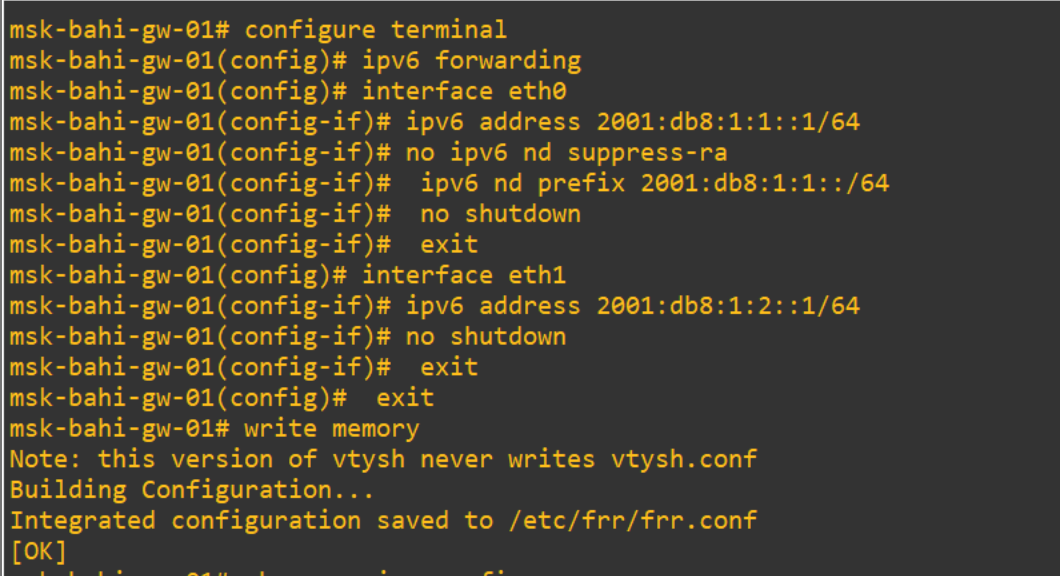 msk-bahi-gw-01# configure terminal
msk-bahi-gw-01(config)# ipv6 forwarding
msk-bahi-gw-01(config)# interface eth0
msk-bahi-gw-01(config-if)# ipv6 address 2001:db8:1:1::1/64
msk-bahi-gw-01(config-if)# no ipv6 nd suppress-ra
msk-bahi-gw-01(config-if)#  ipv6 nd prefix 2001:db8:1:1::/64
msk-bahi-gw-01(config-if)#  no shutdown
msk-bahi-gw-01(config-if)#  exit
msk-bahi-gw-01(config)# interface eth1
msk-bahi-gw-01(config-if)# ipv6 address 2001:db8:1:2::1/64
msk-bahi-gw-01(config-if)# no shutdown
msk-bahi-gw-01(config-if)#  exit
msk-bahi-gw-01(config)#  exit
msk-bahi-gw-01# write memory
Note: this version of vtysh never writes vtysh.conf
Building Configuration...
Integrated configuration saved to /etc/frr/frr.conf
[OK]